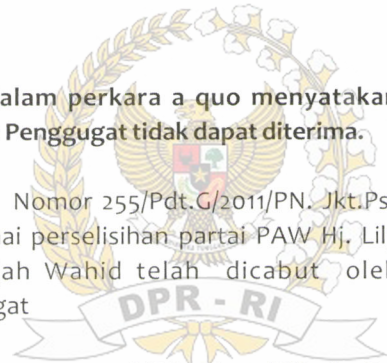 alam perkara a quo menyatakan
Penggugat tidak dapat diterima.
Nomor 255/Pdt.G/2011/PN. Jkt.Ps
ai perselisihan partai PAW Hj. Lil
ah Wahid telah dicabut oleh
gat
DPR - RI